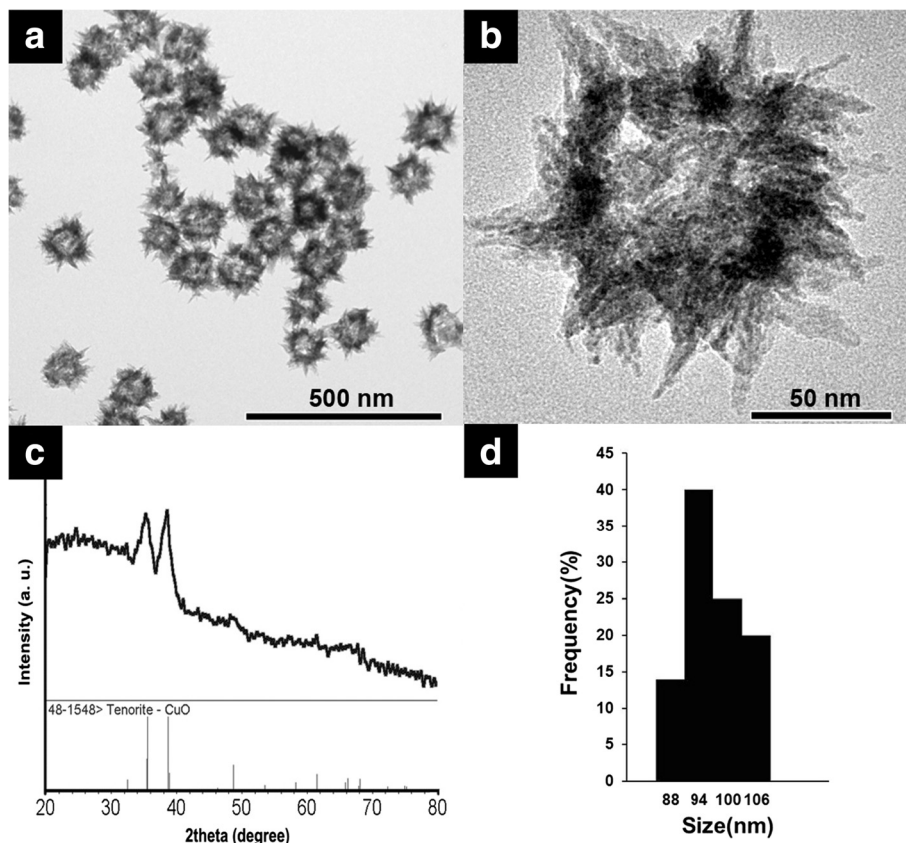 a
b
500 nm
50 nm
c
d
Intensity (a. u.)
48-1548> Tenorite - CuO
20 30 40 50 60 70 80
2theta (degree)
Frequency(%)
45
40
35
30
25
20
15
10
5
0
88 94 100 106
Size(nm)